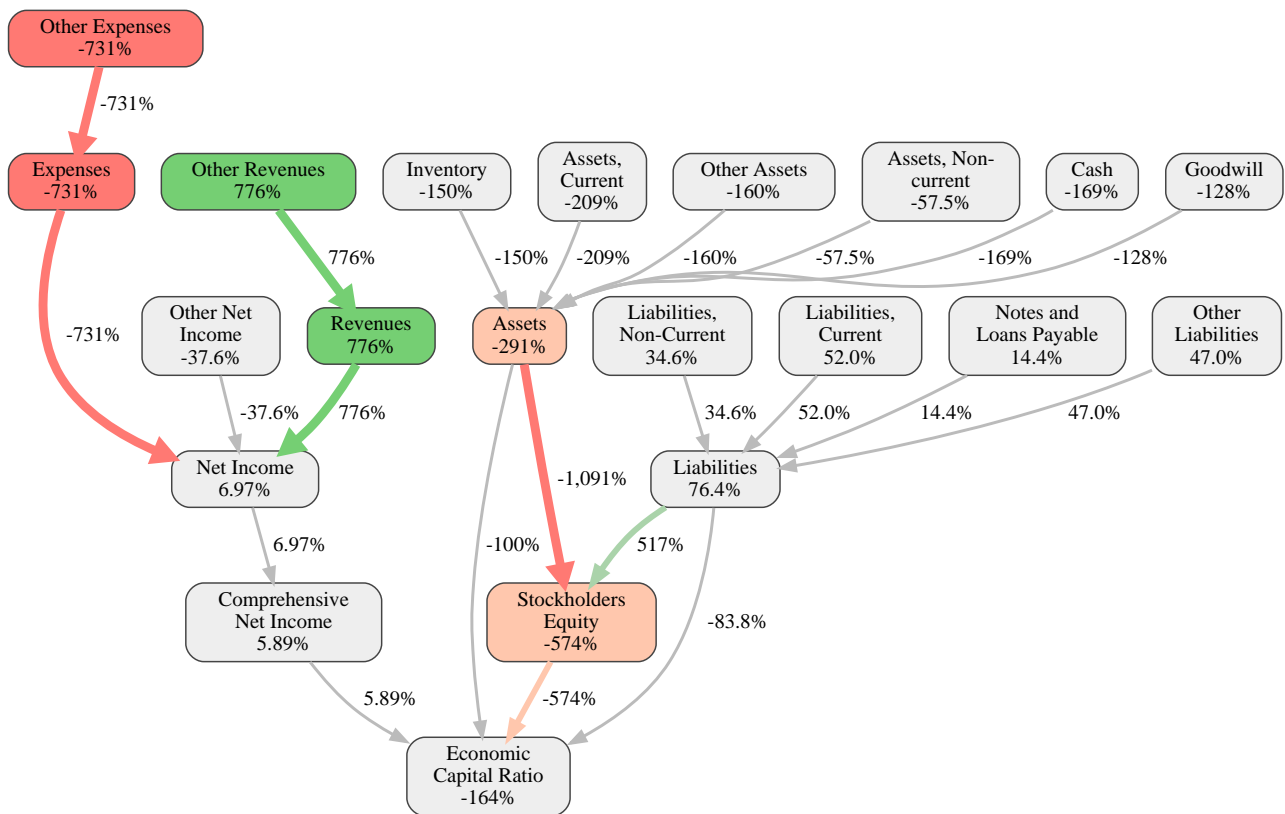 Other Expenses
-731%
-731%
Expenses
-731%
Other Revenues
776%
Inventory
-150%
Assets,
Current
-209%
Other Assets
-160%
Assets, Non-
current
-57.5%
Cash
-169%
Goodwill
-128%
776%
-150%
-209%
-160%
-57.5%
-169%
-128%
-731%
Other Net
Income
-37.6%
Revenues
776%
Assets
-291%
Liabilities,
Non-Current
34.6%
Liabilities,
Current
52.0%
Notes and
Loans Payable
14.4%
Other
Liabilities
47.0%
-37.6%
776%
34.6%
52.0%
14.4%
47.0%
Net Income
6.97%
-1,091%
Liabilities
76.4%
6.97%
-100%
517%
Comprehensive
Net Income
5.89%
Stockholders
Equity
-574%
-83.8%
5.89%
-574%
Economic
Capital Ratio
-164%